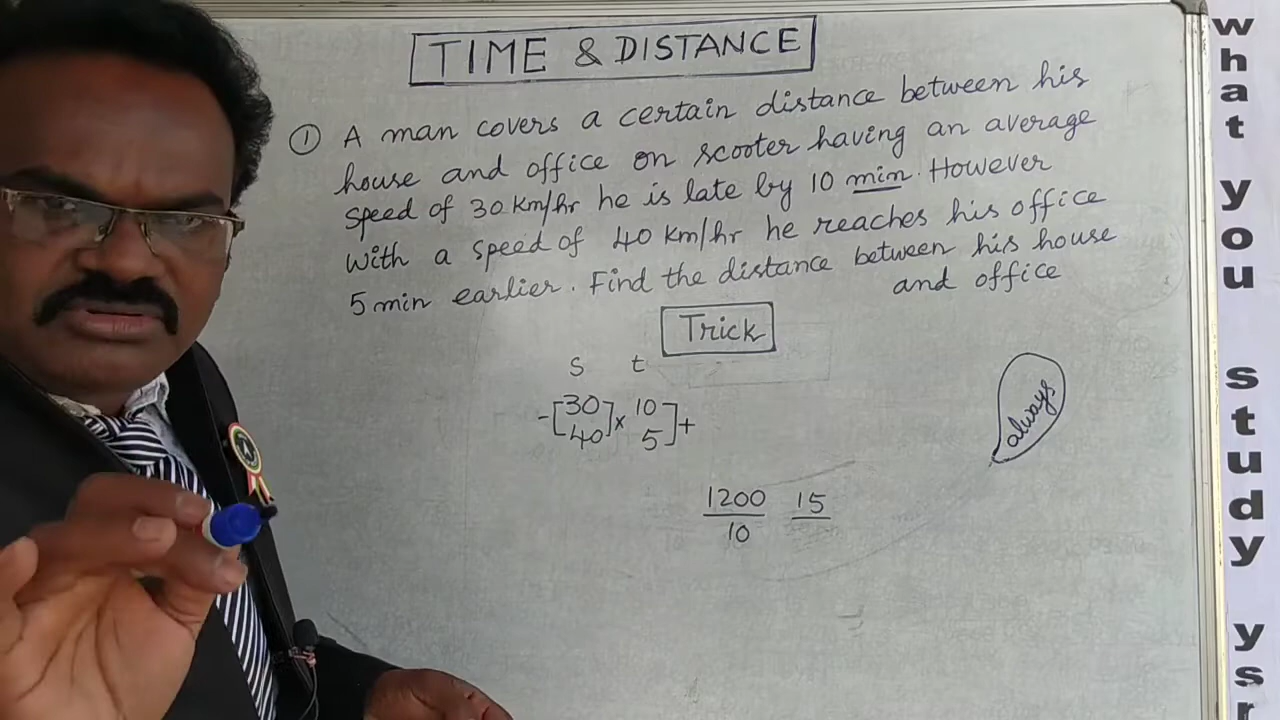 TIME & DISTANCE
① A man covers a certain distance between his
house and office on scooter having an average
speed of 30 km/hr he is late by 10 min. However
with a speed of 40 km/hr he reaches his office
5 min earlier. Find the distance between his house
and office
Trick
S t
-[30]× 10]+
40 5
always
1200 15
10
what you study ysr